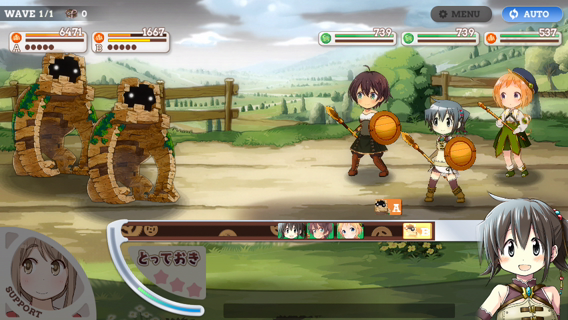 WAVE 1/1 0
MENU
AUTO
6471
A
1667
B
739
739
537
A
とっておき
SUPPORT